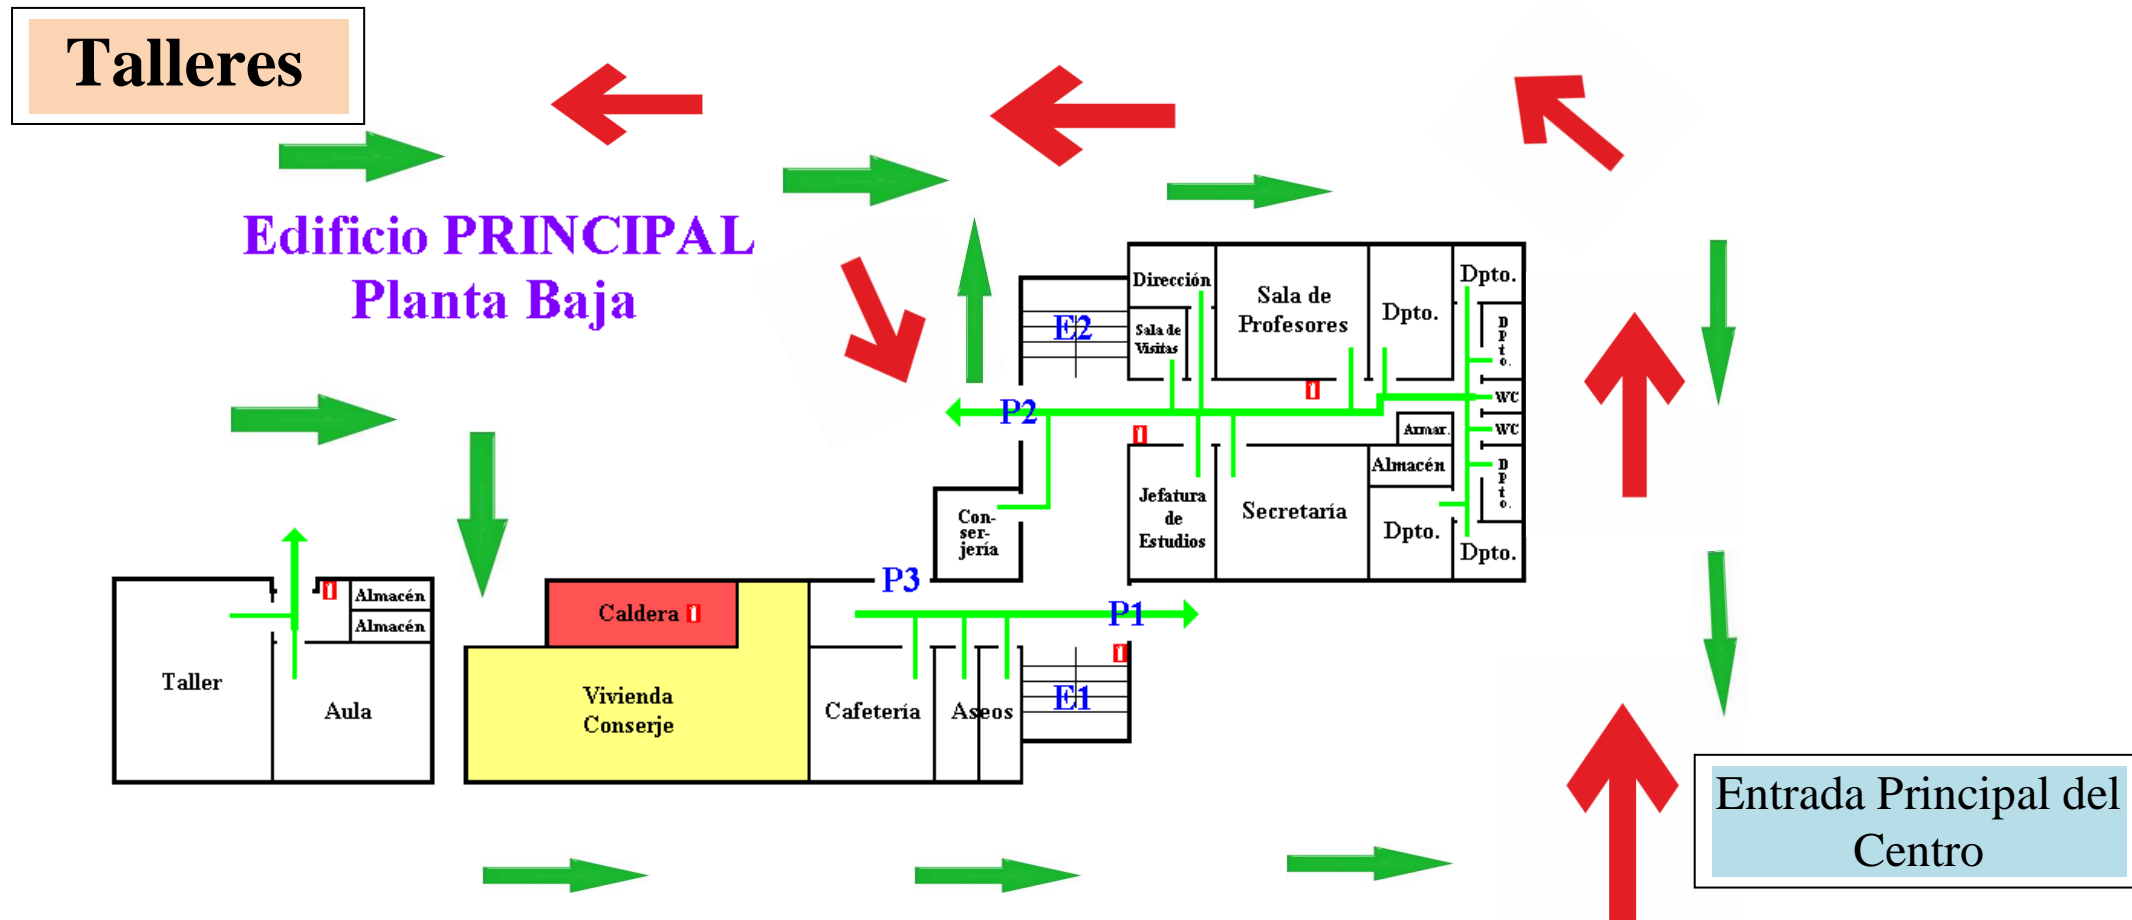 Talleres
Edificio PRINCIPAL
Planta Baja
Dirección
Sala de
Profesores
Dpto.
Dpto.
E2
Sala de
Visitas
Dpto.
WC
P2
WC
Armar.
Almacén
Dpto.
Jefatura
de
Estudios
Secretaría
Dpto.
Dpto.
Con-
ser-
jería
P3
Almacén
Almacén
Caldera
P1
Taller
Aula
Vivienda
Conserje
Cafetería
Aseos
E1
Entrada Principal del
Centro